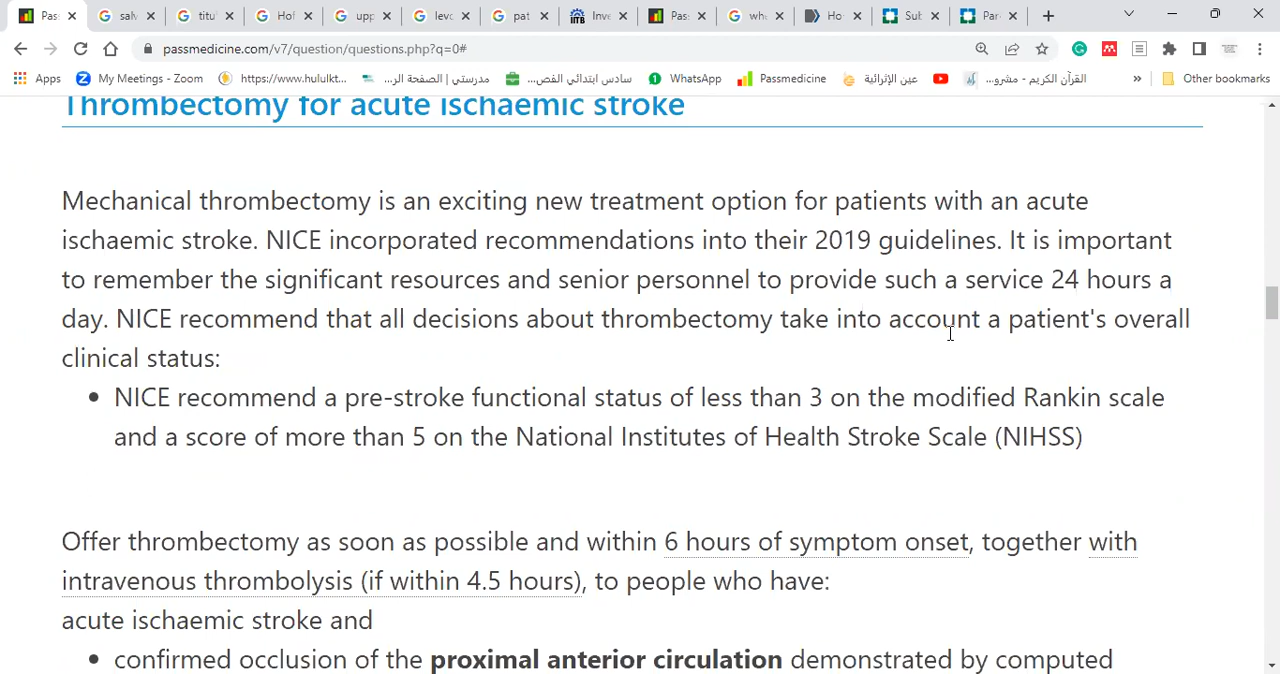 Pas:
salv
titu
Hol
upp
levo
pat
Inve
Pas:
whe
Ho
Sub
Par
passmedicine.com/v7/question/questions.php?q=0#
Apps
My Meetings - Zoom
https://www.hululkt...
مدرستي | الصفحة الر...
سادس ابتدائي الفص...
WhatsApp
Passmedicine
عين الإثرائية
القرآن الكريم - مشرو...
»
Other bookmarks
Thrombectomy for acute ischaemic stroke
Mechanical thrombectomy is an exciting new treatment option for patients with an acute
ischaemic stroke. NICE incorporated recommendations into their 2019 guidelines. It is important
to remember the significant resources and senior personnel to provide such a service 24 hours a
day. NICE recommend that all decisions about thrombectomy take into account a patient's overall
clinical status:
• NICE recommend a pre-stroke functional status of less than 3 on the modified Rankin scale
and a score of more than 5 on the National Institutes of Health Stroke Scale (NIHSS)
Offer thrombectomy as soon as possible and within 6 hours of symptom onset, together with
intravenous thrombolysis (if within 4.5 hours), to people who have:
acute ischaemic stroke and
• confirmed occlusion of the proximal anterior circulation demonstrated by computed